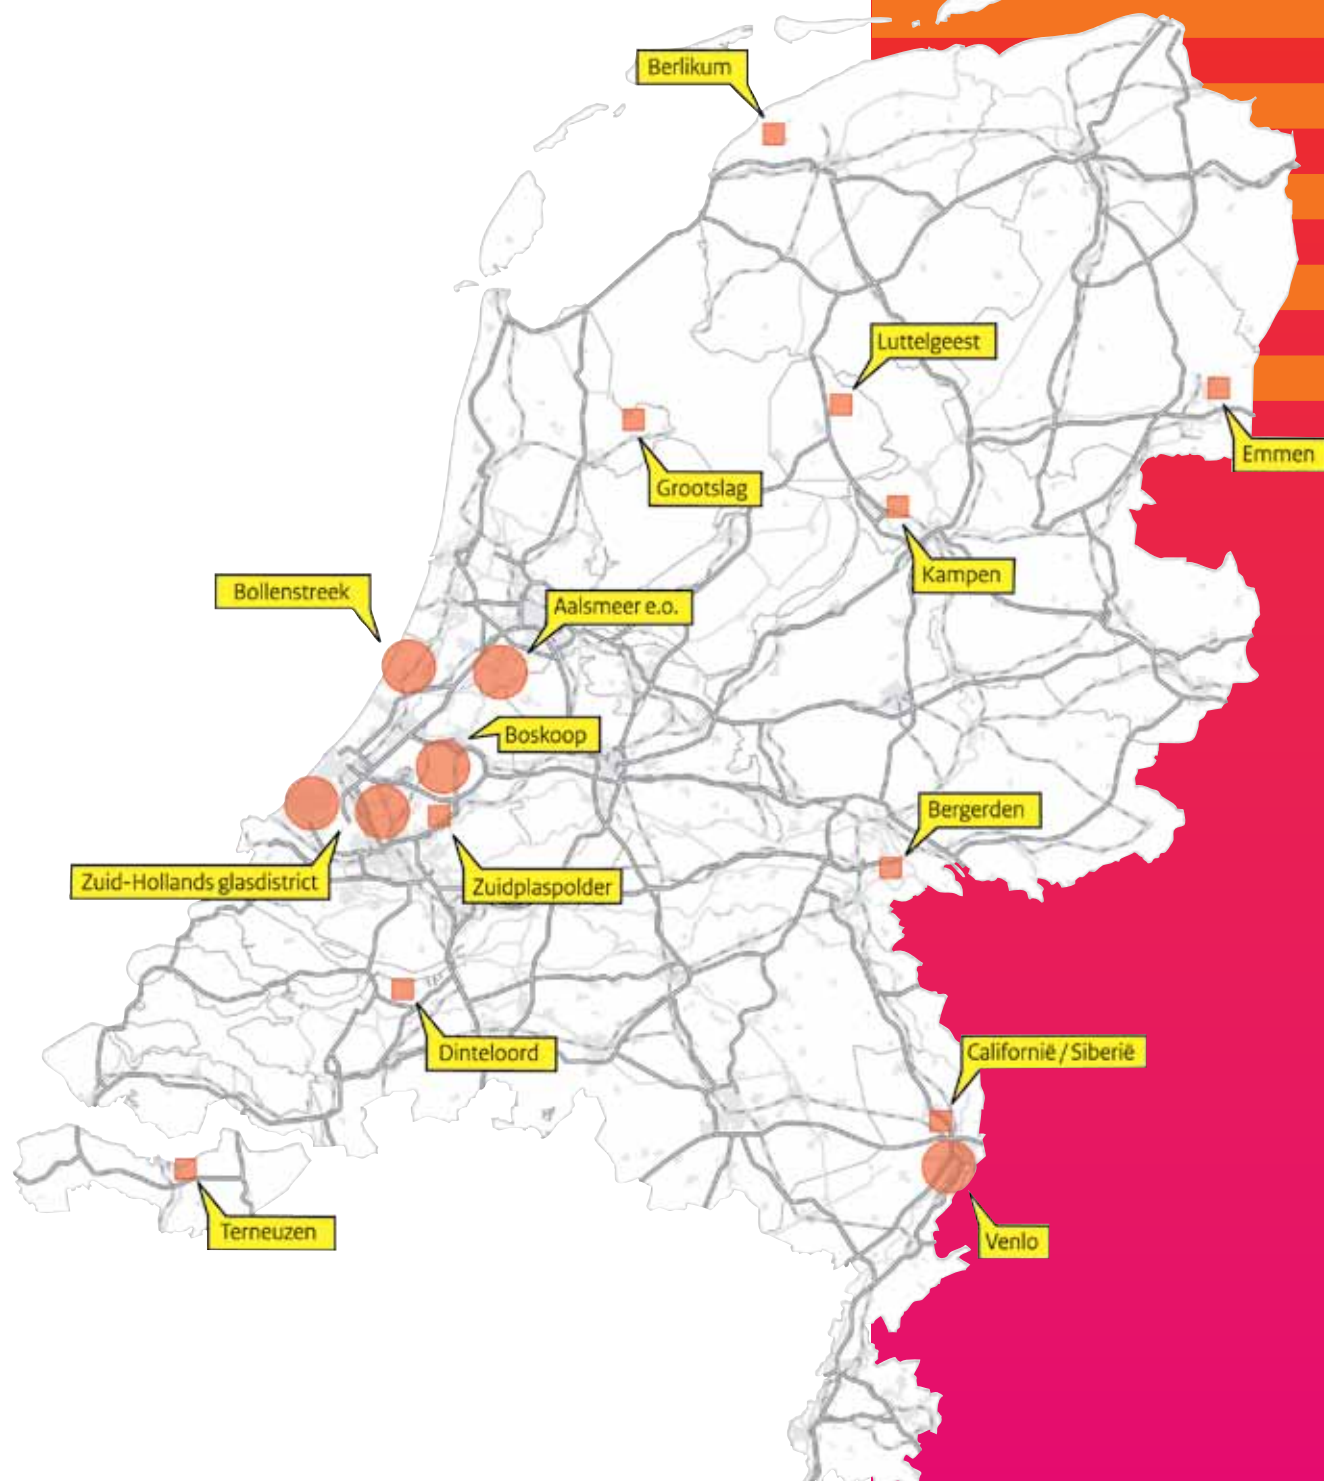 Berlikum
Luttelgeest
Emmen
Grootslag
Kampen
Bollenstreek
Aalsmeer e.o.
Boskoop
Bergerden
Zuid-Hollands glasdistrict
Zuidplaspolder
Dinteloord
Californië / Siberië
Terneuzen
Venlo